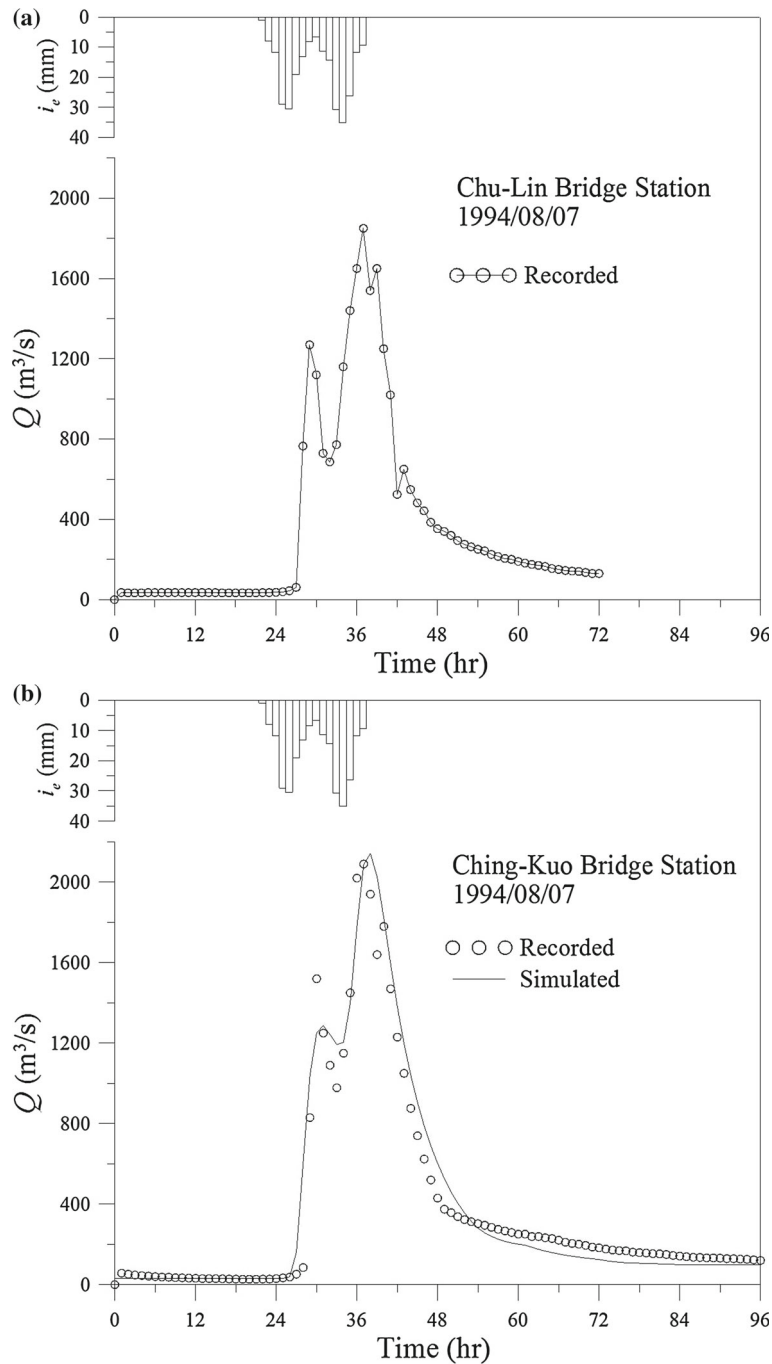 (a)
0
10
20
30
40
i_e (mm)
2000
1600
1200
800
400
0
Q (m³/s)
Chu-Lin Bridge Station
1994/08/07
Recorded
0 12 24 36 48 60 72 84 96
Time (hr)
(b)
0
10
20
30
40
i_e (mm)
2000
1600
1200
800
400
0
Q (m³/s)
Ching-Kuo Bridge Station
1994/08/07
Recorded
Simulated
0 12 24 36 48 60 72 84 96
Time (hr)